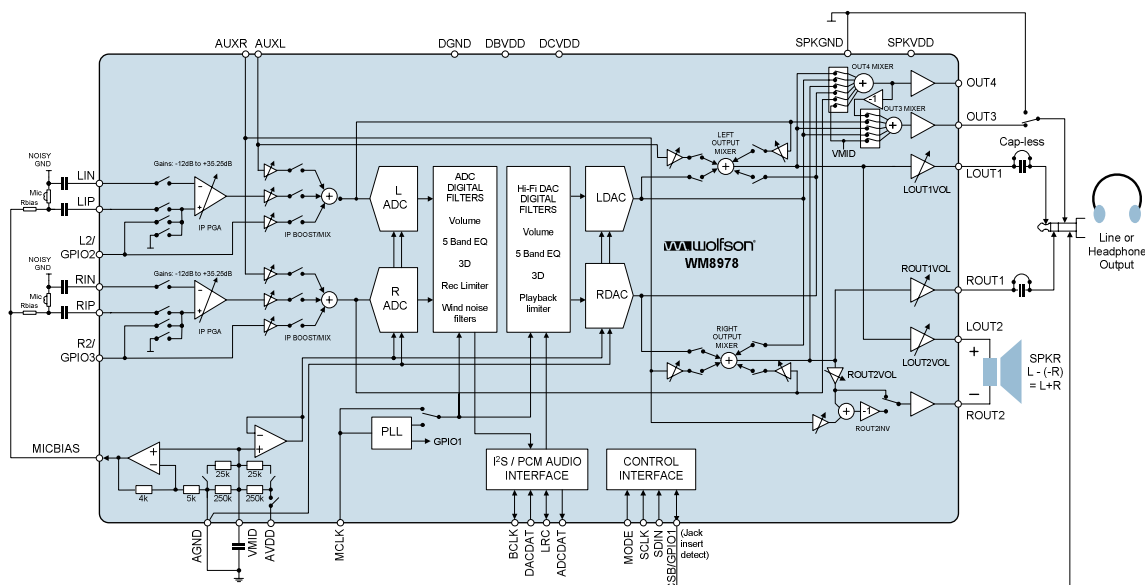 AUXR AUXL DGND DBVDD DCVDD SPKGND SPKVDD
OUT4 MIXER
OUT4
-1
OUT3 MIXER
OUT3
VMID
Cap-less
NOISY
GND
LIN
Mic
LIP
Rbias
Gains: -12dB to +35.25dB
IP PGA
IP BOOST/MIX
L2/
GPIO2
L
ADC
ADC
DIGITAL
FILTERS
Volume
5 Band EQ
3D
Rec Limiter
Wind noise
filters
Hi-Fi DAC
DIGITAL
FILTERS
Volume
5 Band EQ
3D
Playback
limiter
LDAC
LEFT
OUTPUT
MIXER
LOUT1
LOUT1VOL
wolfson®
WM8978
Line or
Headphone
Output
NOISY
GND
RIN
Mic
RIP
Rbias
Gains: -12dB to +35.25dB
IP PGA
IP BOOST/MIX
R2/
GPIO3
R
ADC
RDAC
ROUT1VOL
ROUT1
RIGHT
OUTPUT
MIXER
LOUT2
LOUT2VOL
ROUT2VOL
-1
ROUT2INV
ROUT2
+
−
SPKR
L - (-R)
= L+R
MICBIAS
PLL
GPIO1
4k
5k
25k
25k
250k
250k
I²S / PCM AUDIO
INTERFACE
CONTROL
INTERFACE
AGND
VMID
AVDD
MCLK
BCLK
DACDAT
LRC
ADCDAT
MODE
SCLK
SDIN
CSB/GPIO1
(Jack
insert
detect)